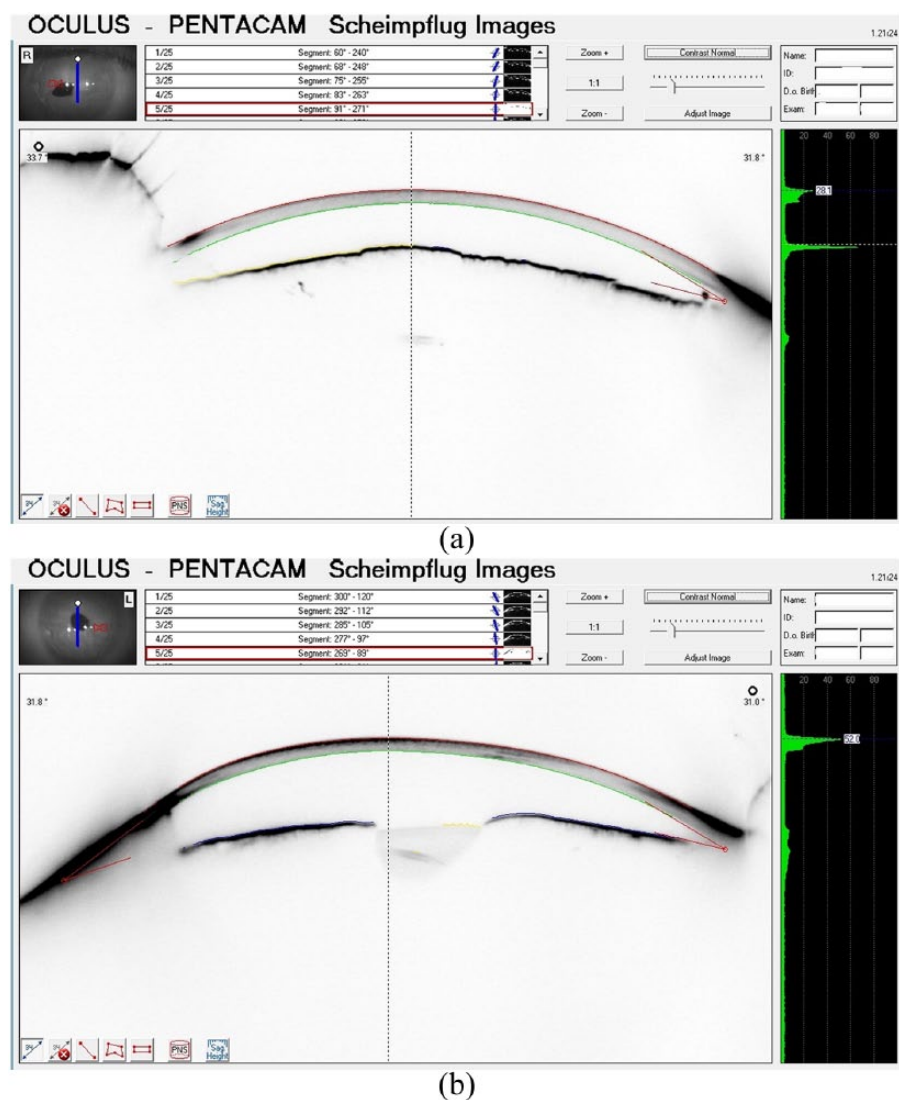 OCULUS - PENTACAM Scheimpflug Images
1.21r24
R
1/25 Segment: 60° - 240°
2/25 Segment: 68° - 248°
3/25 Segment: 75° - 255°
4/25 Segment: 83° - 263°
5/25 Segment: 91° - 271°
Zoom +
1:1
Zoom -
Contrast Normal
Adjust Image
Name:
ID:
D.o. Birth
Exam:
33.7 °
31.8 °
20 40 60 80
28.1
PNS
Sag.
Height
(a)
OCULUS - PENTACAM Scheimpflug Images
1.21r24
L
1/25 Segment: 300° - 120°
2/25 Segment: 292° - 112°
3/25 Segment: 285° - 105°
4/25 Segment: 277° - 97°
5/25 Segment: 269° - 89°
Zoom +
1:1
Zoom -
Contrast Normal
Adjust Image
Name:
ID:
D.o. Birth
Exam:
31.8 °
31.0 °
20 40 60 80
52.0
PNS
Sag.
Height
(b)